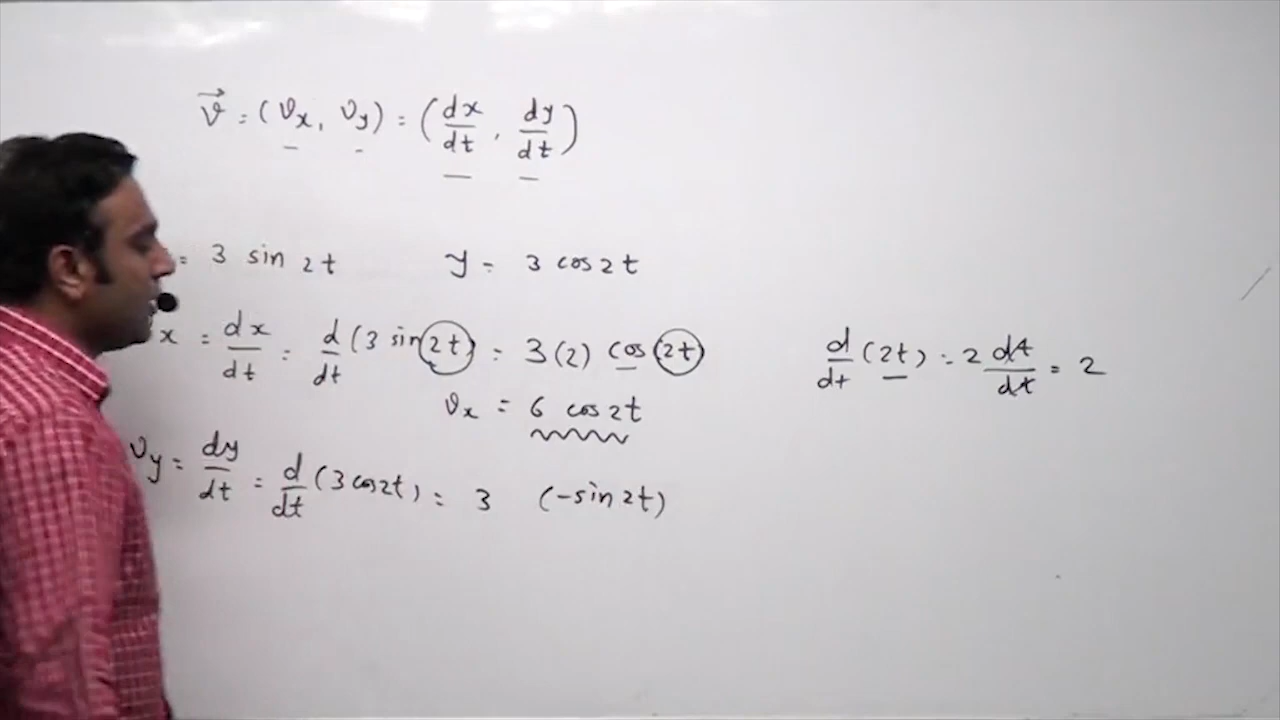 v⃗ = (vₓ, v_y) = (dx/dt, dy/dt)
= 3 sin 2t y = 3 cos 2t
x = dx/dt = d/dt (3 sin 2t) = 3(2) cos (2t)
d/dt (2t) = 2 dt/dt = 2
vₓ = 6 cos 2t
v_y = dy/dt = d/dt (3 cos 2t) = 3 (-sin 2t)